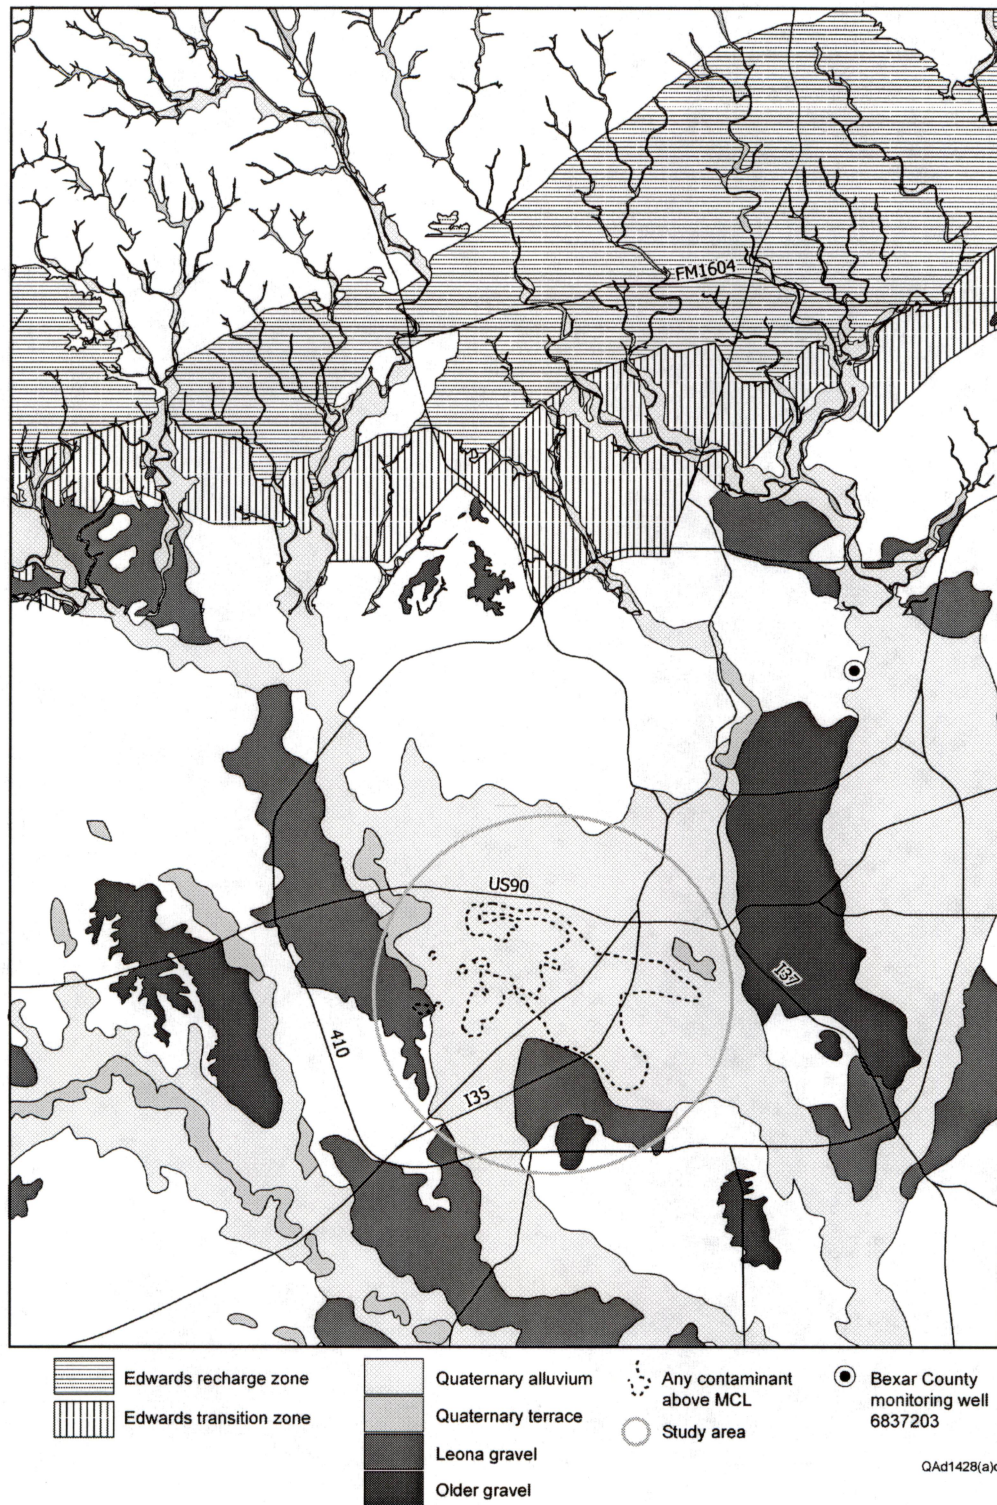 FM1604
US90
I37
410
I35
Edwards recharge zone
Edwards transition zone
Quaternary alluvium
Quaternary terrace
Leona gravel
Older gravel
Any contaminant
above MCL
Study area
Bexar County
monitoring well
6837203
QAd1428(a)c